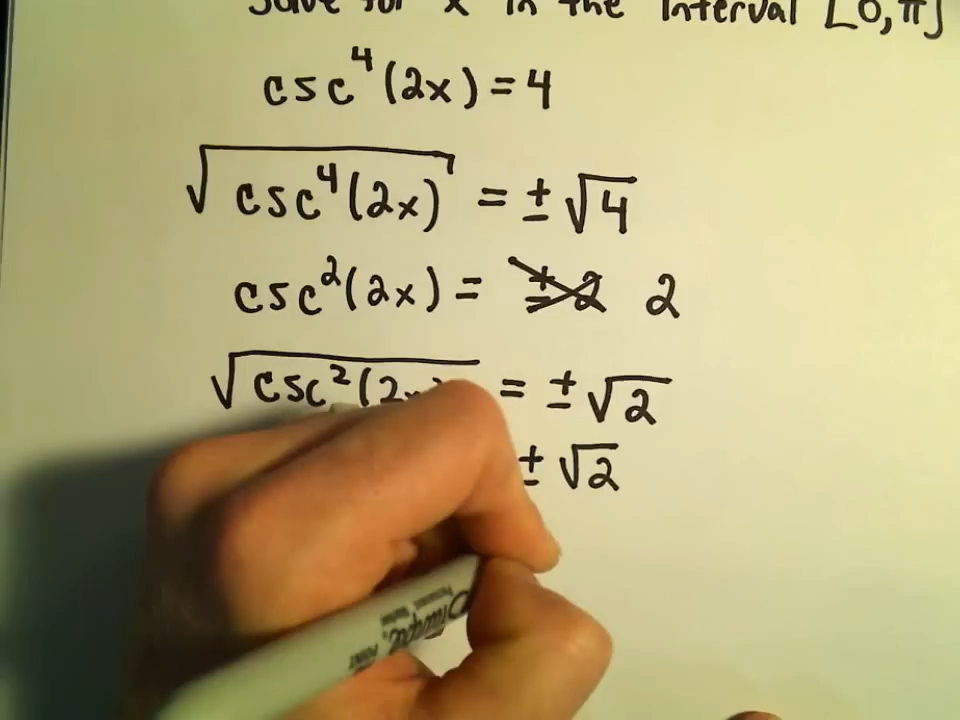 Solve for x in the interval [0, π]
csc⁴(2x) = 4
√csc⁴(2x) = ± √4
csc²(2x) = ± 2 2
√csc²(2x) = ± √2
± √2
POINT